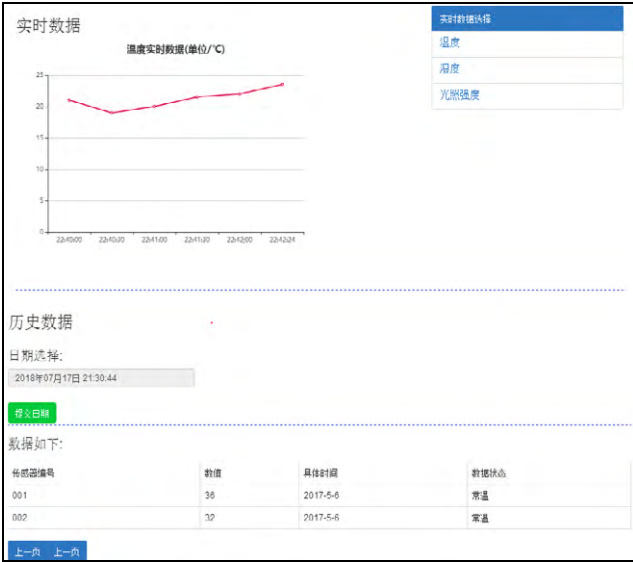 实时数据
实时数据选择
温度
湿度
光照强度
温度实时数据(单位/℃)
25
20
15
10
5
0
22:40:00 22:40:30 22:41:00 22:41:30 22:42:00 22:42:24
历史数据
日期选择:
2018年07月17日 21:30:44
提交日期
数据如下:
传感器编号 数值 具体时间 数据状态
001 36 2017-5-6 常温
002 32 2017-5-6 常温
上一页 上一页